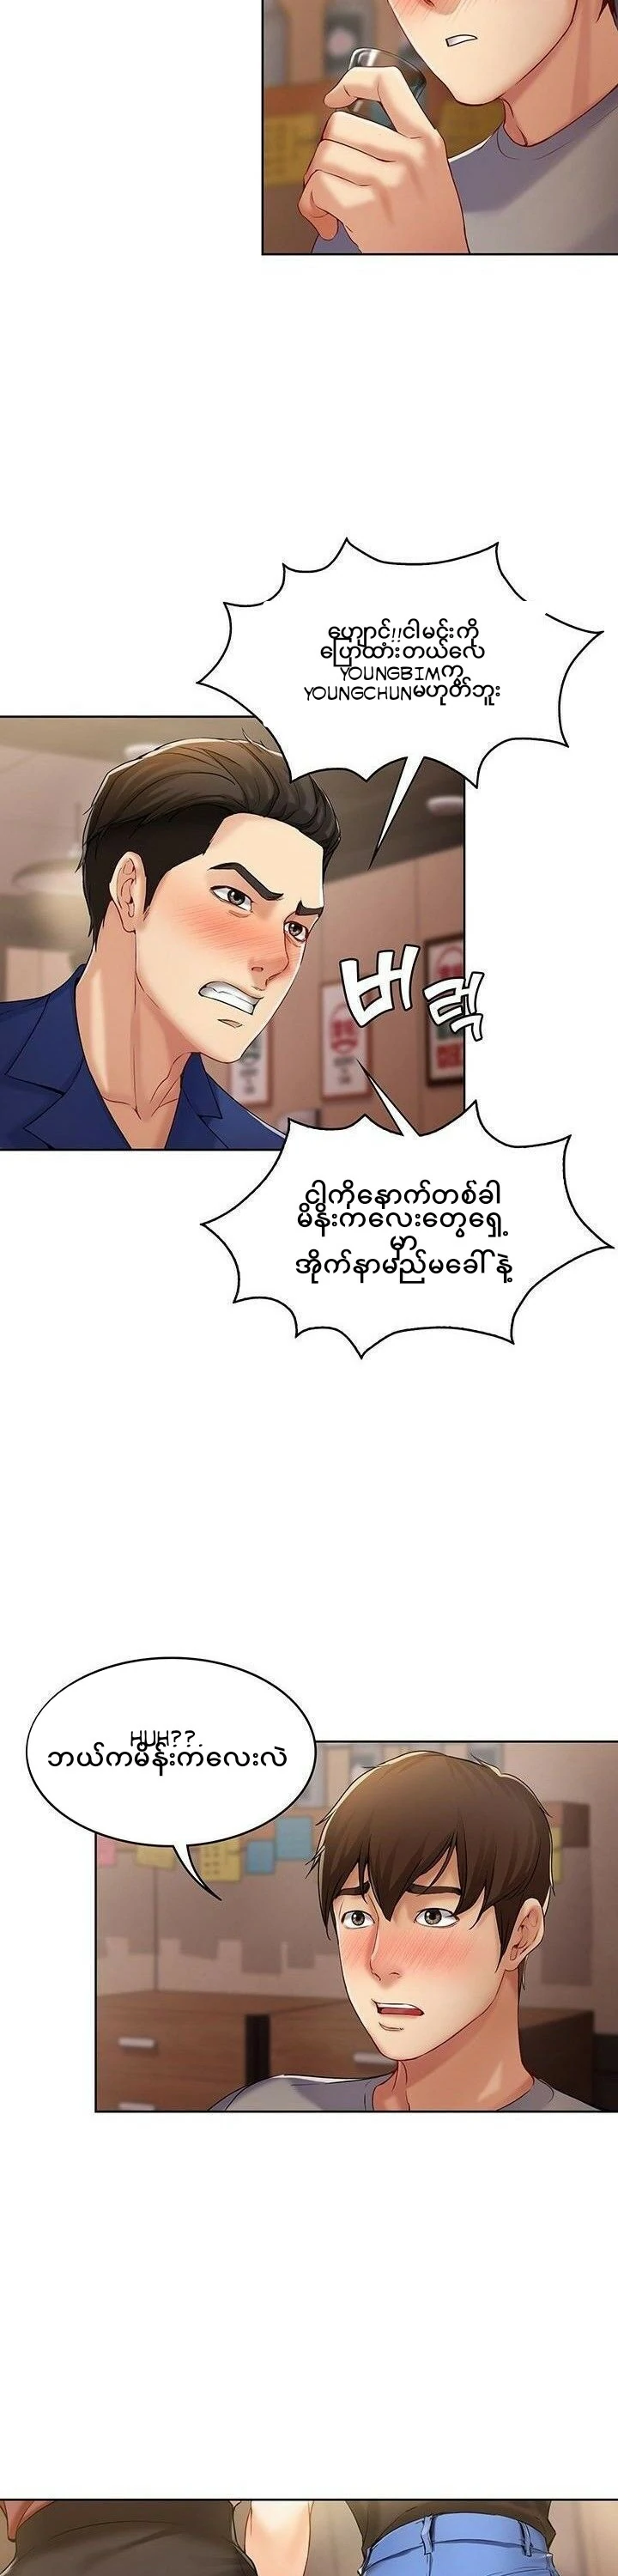 ဟျောင့်!!ငါမင်းကို
ပြောထားတယ်လေ
YOUNGBIMက
YOUNGCHUNမဟုတ်ဘူး
버럭
ငါ့ကိုနောက်တစ်ခါ
မိန်းကလေးတွေရှေ့
မှာ
အိုက်နာမည်မခေါ်နဲ့
HUH??
ဘယ်ကမိန်းကလေးလဲ